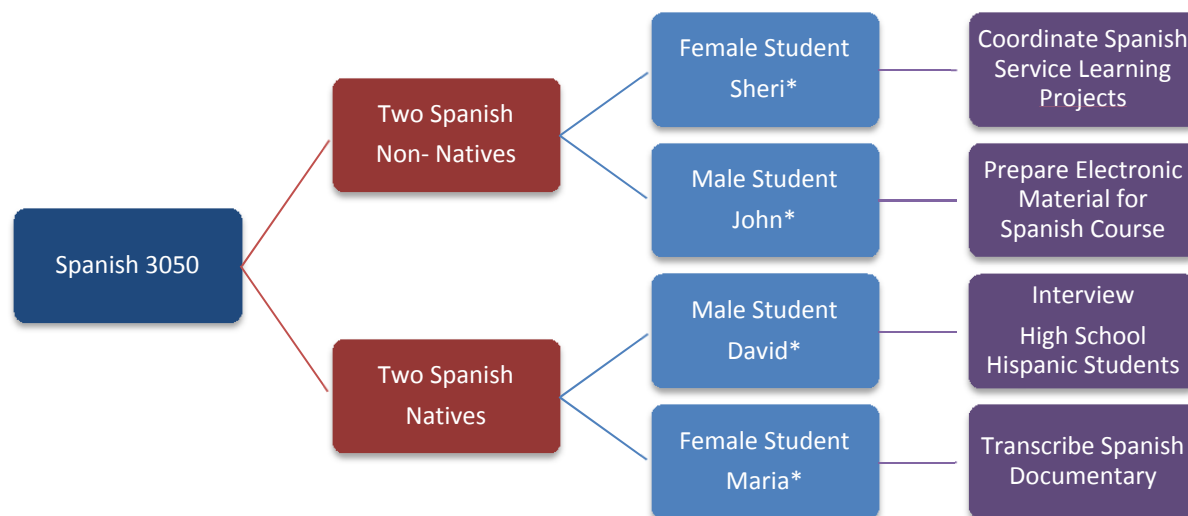 Spanish 3050
Two Spanish
Non- Natives
Two Spanish
Natives
Female Student
Sheri*
Male Student
John*
Male Student
David*
Female Student
Maria*
Coordinate Spanish
Service Learning
Projects
Prepare Electronic
Material for
Spanish Course
Interview
High School
Hispanic Students
Transcribe Spanish
Documentary